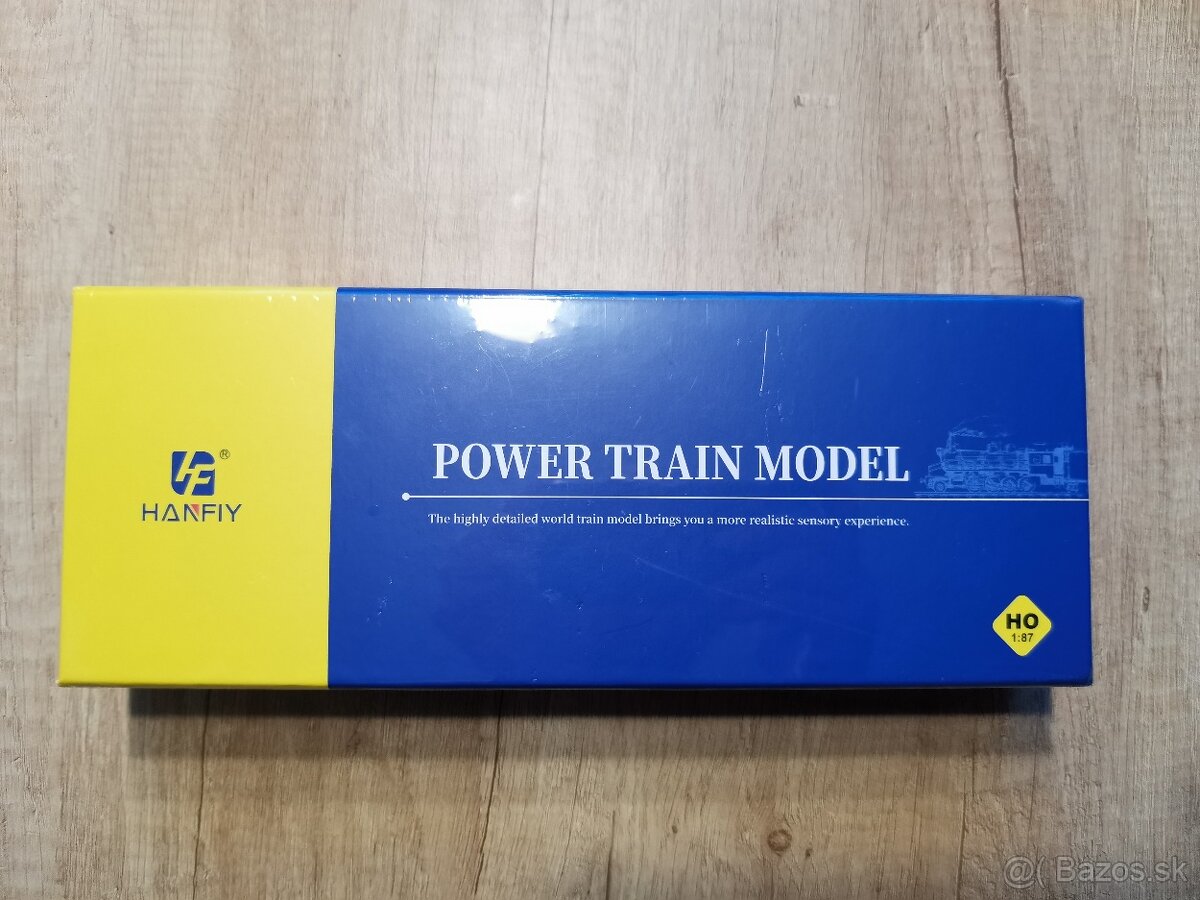 ®
HANFIY
POWER TRAIN MODEL
The highly detailed world train model brings you a more realistic sensory experience.
HO
1:87
@( Bazos.sk